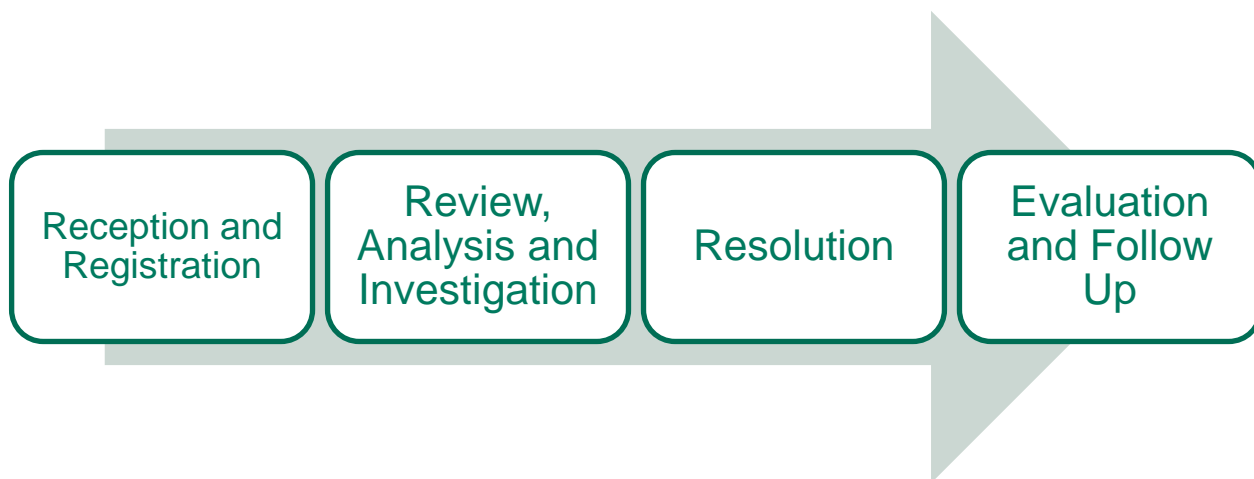 Reception and
Registration
Review,
Analysis and
Investigation
Resolution
Evaluation
and Follow
Up